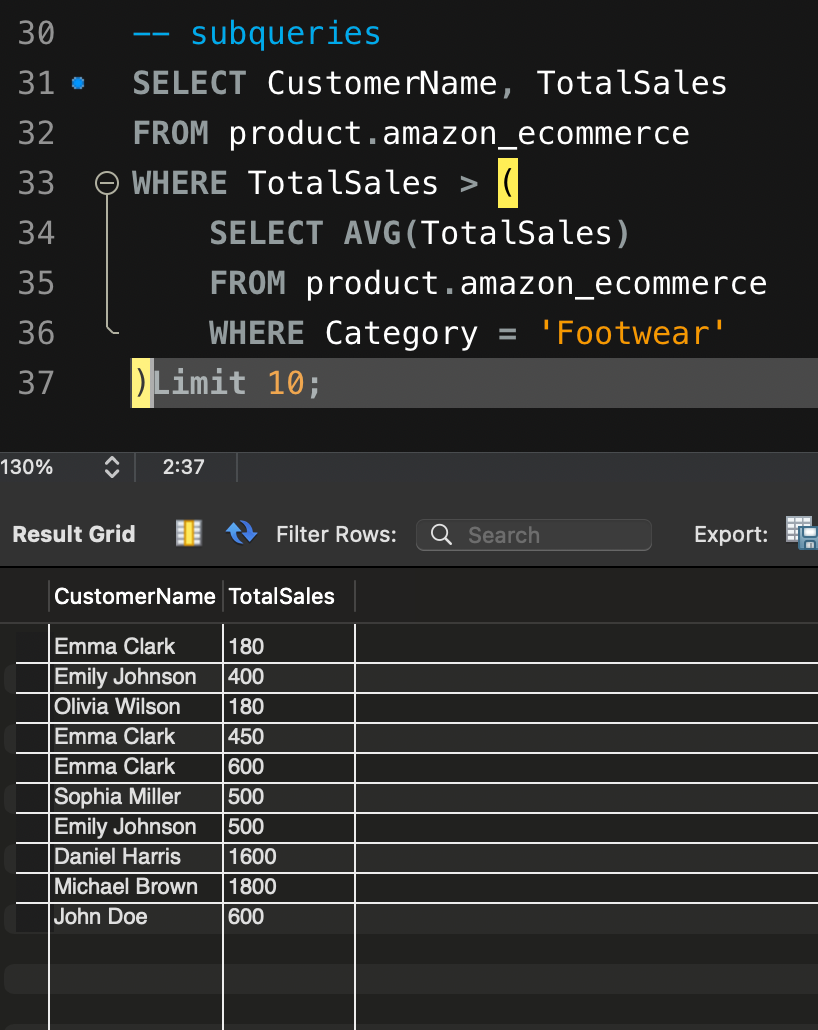 30 -- subqueries
31 SELECT CustomerName, TotalSales
32 FROM product.amazon_ecommerce
33 WHERE TotalSales > (
34 SELECT AVG(TotalSales)
35 FROM product.amazon_ecommerce
36 WHERE Category = 'Footwear'
37 )Limit 10;
130% 2:37
Result Grid Filter Rows: Search Export:
CustomerName TotalSales
Emma Clark 180
Emily Johnson 400
Olivia Wilson 180
Emma Clark 450
Emma Clark 600
Sophia Miller 500
Emily Johnson 500
Daniel Harris 1600
Michael Brown 1800
John Doe 600